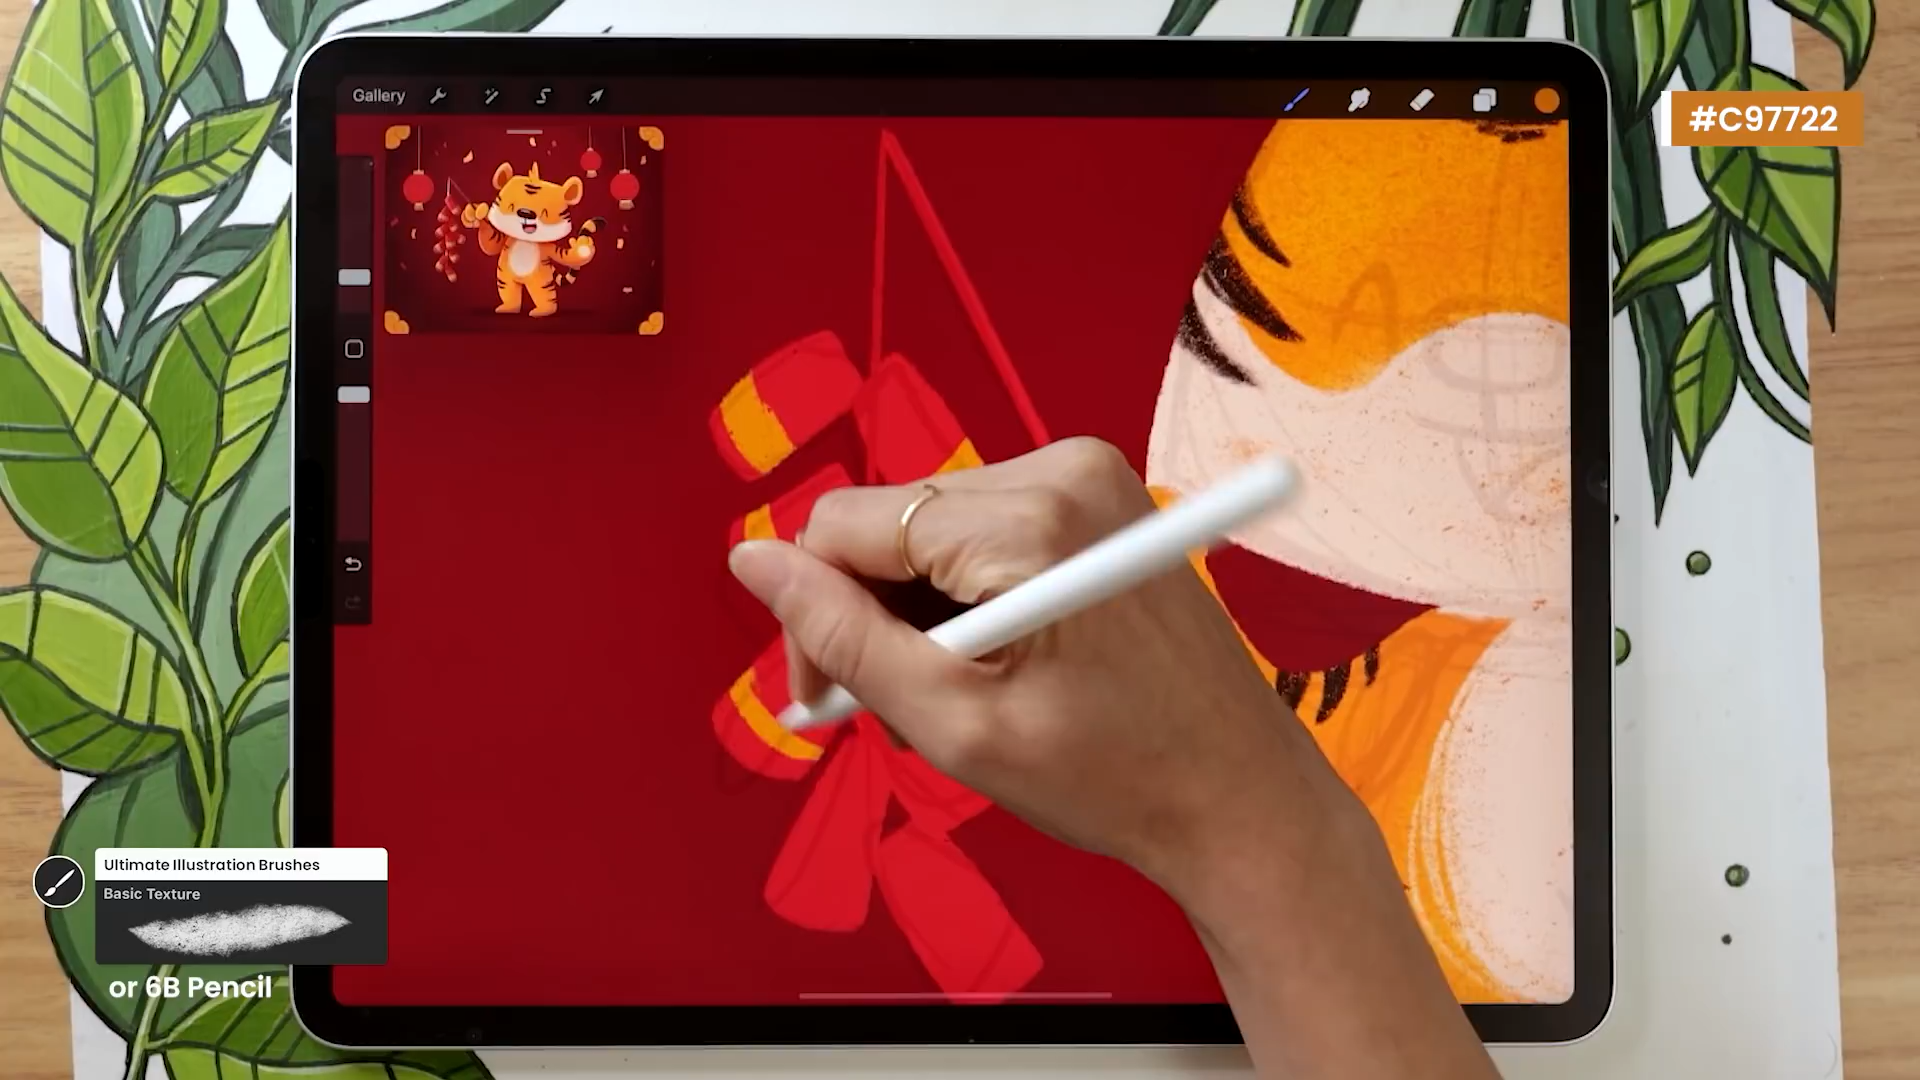 Gallery
#C97722
Ultimate Illustration Brushes
Basic Texture
or 6B Pencil